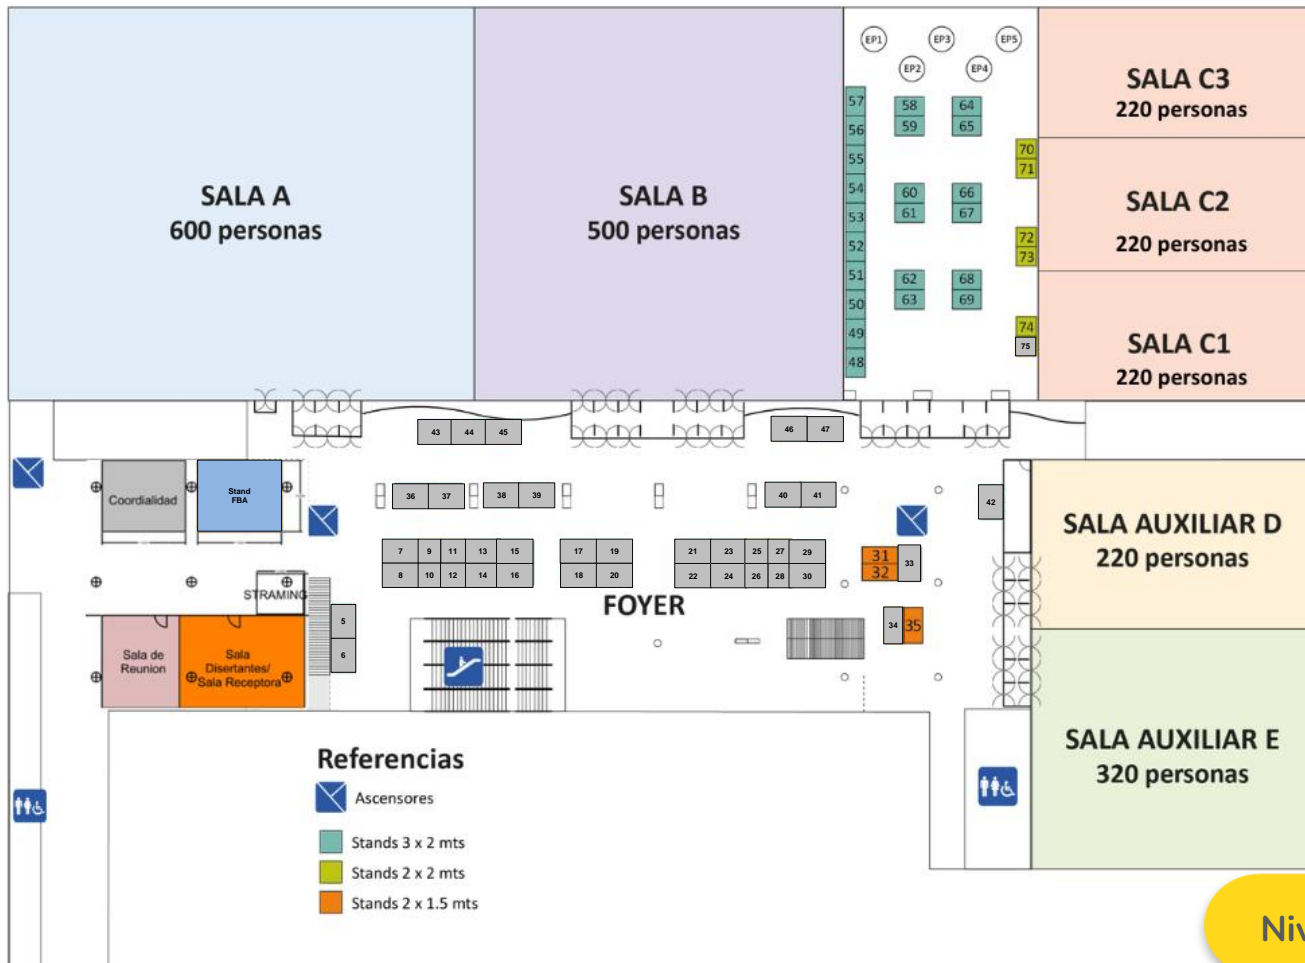 EP1
EP3
EP5
EP2
EP4
SALA A
600 personas
SALA B
500 personas
SALA C3
220 personas
SALA C2
220 personas
SALA C1
220 personas
57
56
55
54
53
52
51
50
49
48
58
59
60
61
62
63
64
65
66
67
68
69
70
71
72
73
74
75
43 44 45
46 47
Coordialidad
Stand
FBA
36 37
38 39
40 41
42
7 9 11 13 15
8 10 12 14 16
17 19
18 20
21 23 25 27 29
22 24 26 28 30
31
32
33
34 35
FOYER
STRAMING
5
6
Sala de
Reunion
Sala
Disertantes/
Sala Receptora
SALA AUXILIAR D
220 personas
SALA AUXILIAR E
320 personas
Referencias
Ascensores
Stands 3 x 2 mts
Stands 2 x 2 mts
Stands 2 x 1.5 mts
Niv